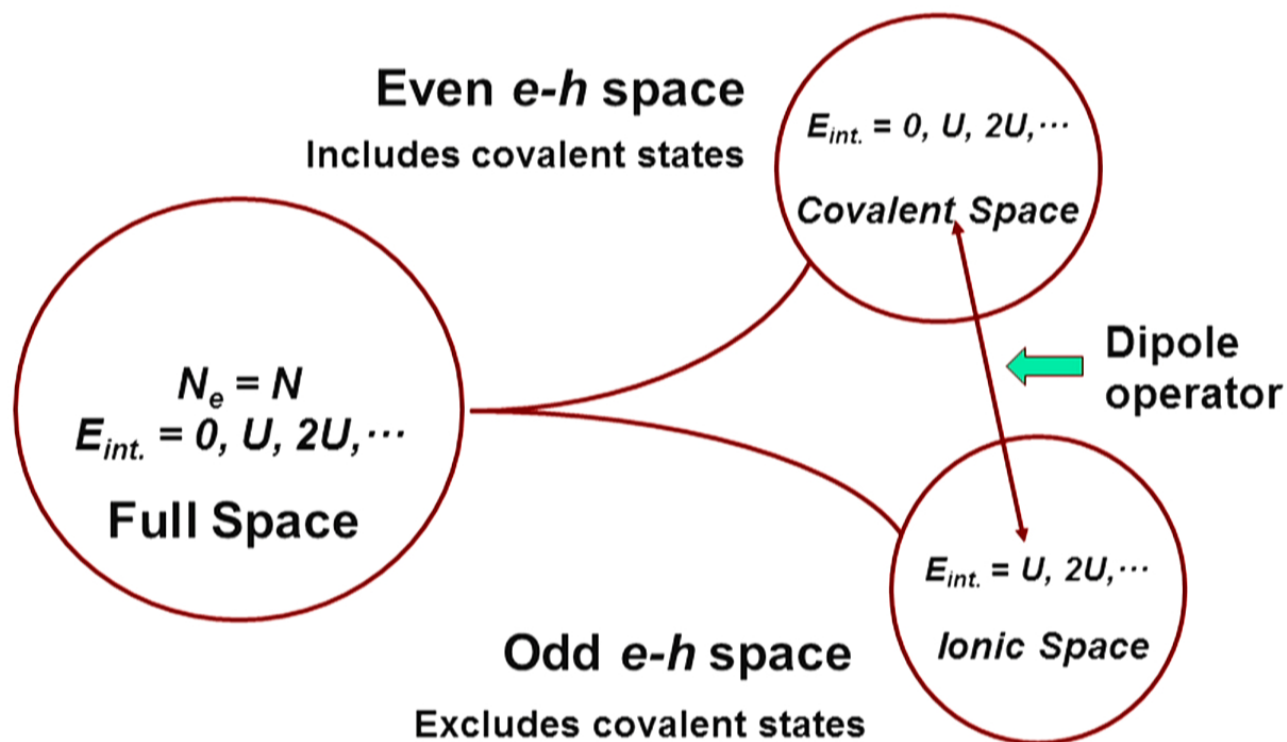 Even e-h space
Includes covalent states
E_int. = 0, U, 2U,⋯
Covalent Space
N_e = N
E_int. = 0, U, 2U,⋯
Full Space
Dipole
operator
E_int. = U, 2U,⋯
Ionic Space
Odd e-h space
Excludes covalent states